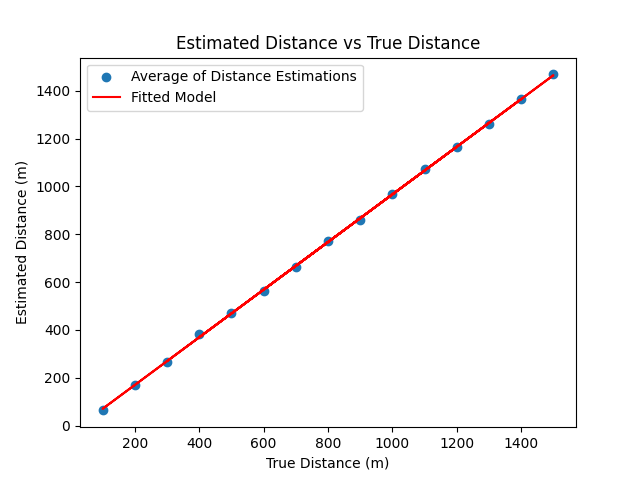 Estimated Distance vs True Distance
Average of Distance Estimations
Fitted Model
1400
1200
1000
800
600
400
200
0
Estimated Distance (m)
200 400 600 800 1000 1200 1400
True Distance (m)